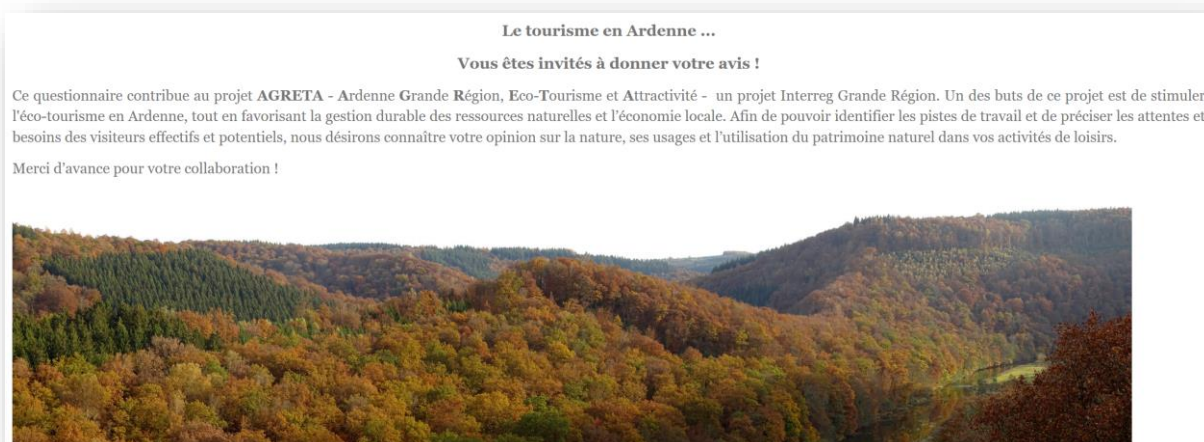 Le tourisme en Ardenne ...
Vous êtes invités à donner votre avis !
Ce questionnaire contribue au projet AGRETA - Ardenne Grande Région, Eco-Tourisme et Attractivité - un projet Interreg Grande Région. Un des buts de ce projet est de stimuler
l'éco-tourisme en Ardenne, tout en favorisant la gestion durable des ressources naturelles et l'économie locale. Afin de pouvoir identifier les pistes de travail et de préciser les attentes et
besoins des visiteurs effectifs et potentiels, nous désirons connaître votre opinion sur la nature, ses usages et l'utilisation du patrimoine naturel dans vos activités de loisirs.
Merci d'avance pour votre collaboration !